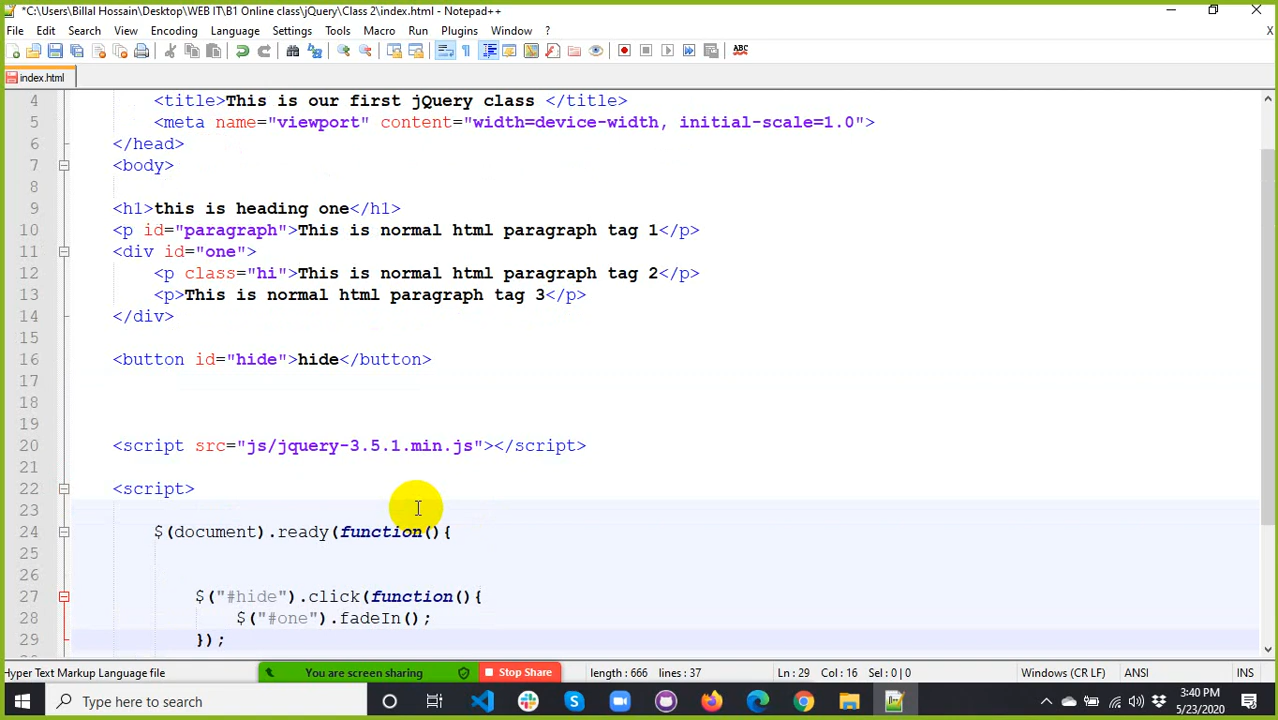 *C:\Users\Billal Hossain\Desktop\WEB IT\B1 Online class\jQuery\Class 2\index.html - Notepad++
File Edit Search View Encoding Language Settings Tools Macro Run Plugins Window ? X
ABC
index.html
4 <title>This is our first jQuery class </title>
5 <meta name="viewport" content="width=device-width, initial-scale=1.0">
6 </head>
7 <body>
8
9 <h1>this is heading one</h1>
10 <p id="paragraph">This is normal html paragraph tag 1</p>
11 <div id="one">
12 <p class="hi">This is normal html paragraph tag 2</p>
13 <p>This is normal html paragraph tag 3</p>
14 </div>
15
16 <button id="hide">hide</button>
17
18
19
20 <script src="js/jquery-3.5.1.min.js"></script>
21
22 <script>
23
24 $(document).ready(function(){
25
26
27 $("#hide").click(function(){
28 $("#one").fadeIn();
29 });
Hyper Text Markup Language file You are screen sharing Stop Share length : 666 lines : 37 Ln : 29 Col : 16 Sel : 0 | 0 Windows (CR LF) ANSI INS
Type here to search 3:40 PM
5/23/2020